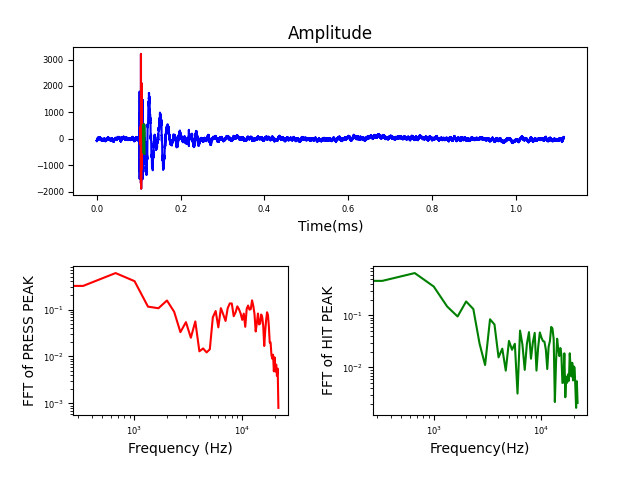 Amplitude
3000
2000
1000
0
−1000
−2000
0.0 0.2 0.4 0.6 0.8 1.0
Time(ms)
FFT of PRESS PEAK
10⁻¹
10⁻²
10⁻³
10³ 10⁴
Frequency (Hz)
FFT of HIT PEAK
10⁻¹
10⁻²
10³ 10⁴
Frequency(Hz)